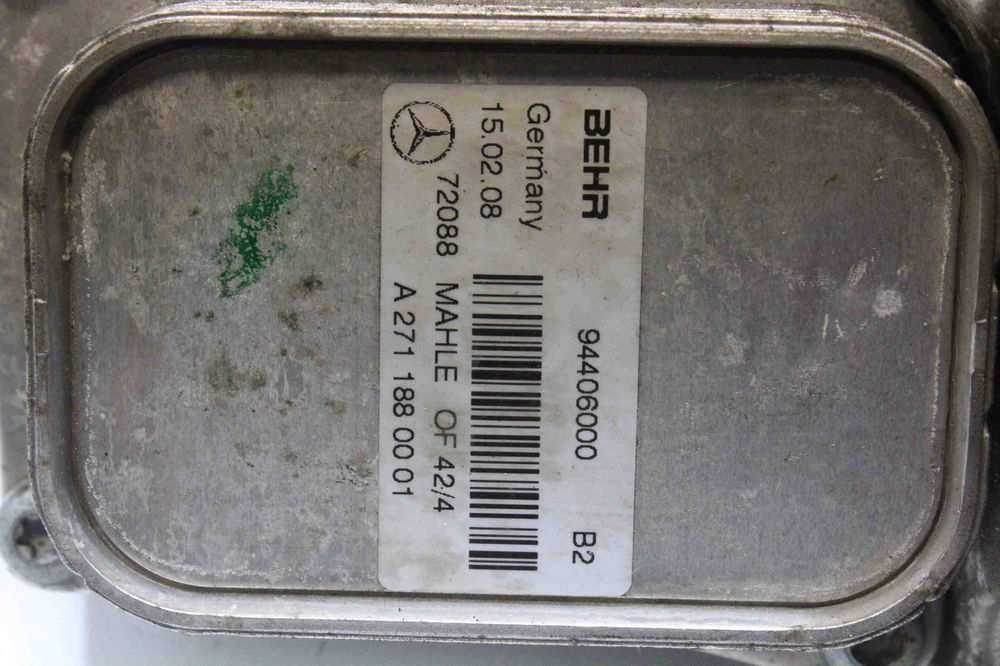 BEHR 94406000 B2
Germany
15.02.08
72088 MAHLE OF 42/4
A 271 188 00 01